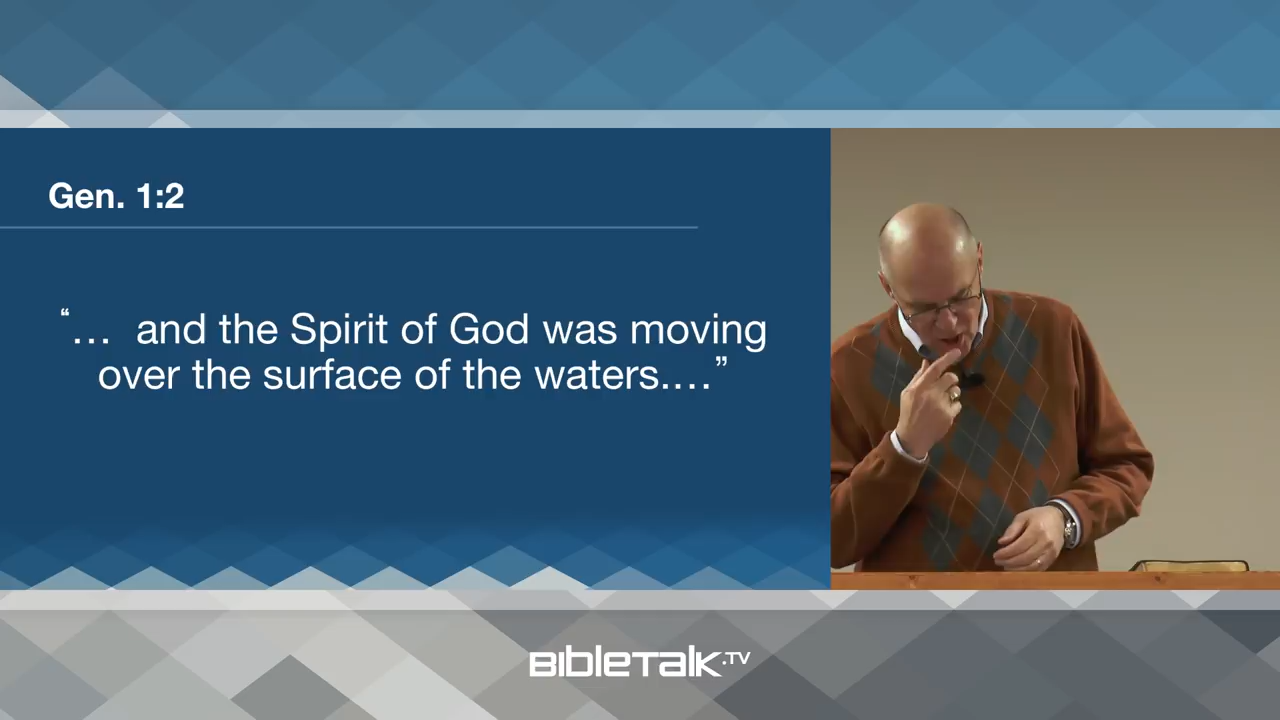 Gen. 1:2
“… and the Spirit of God was moving
over the surface of the waters.…”
BIBLETALK.TV